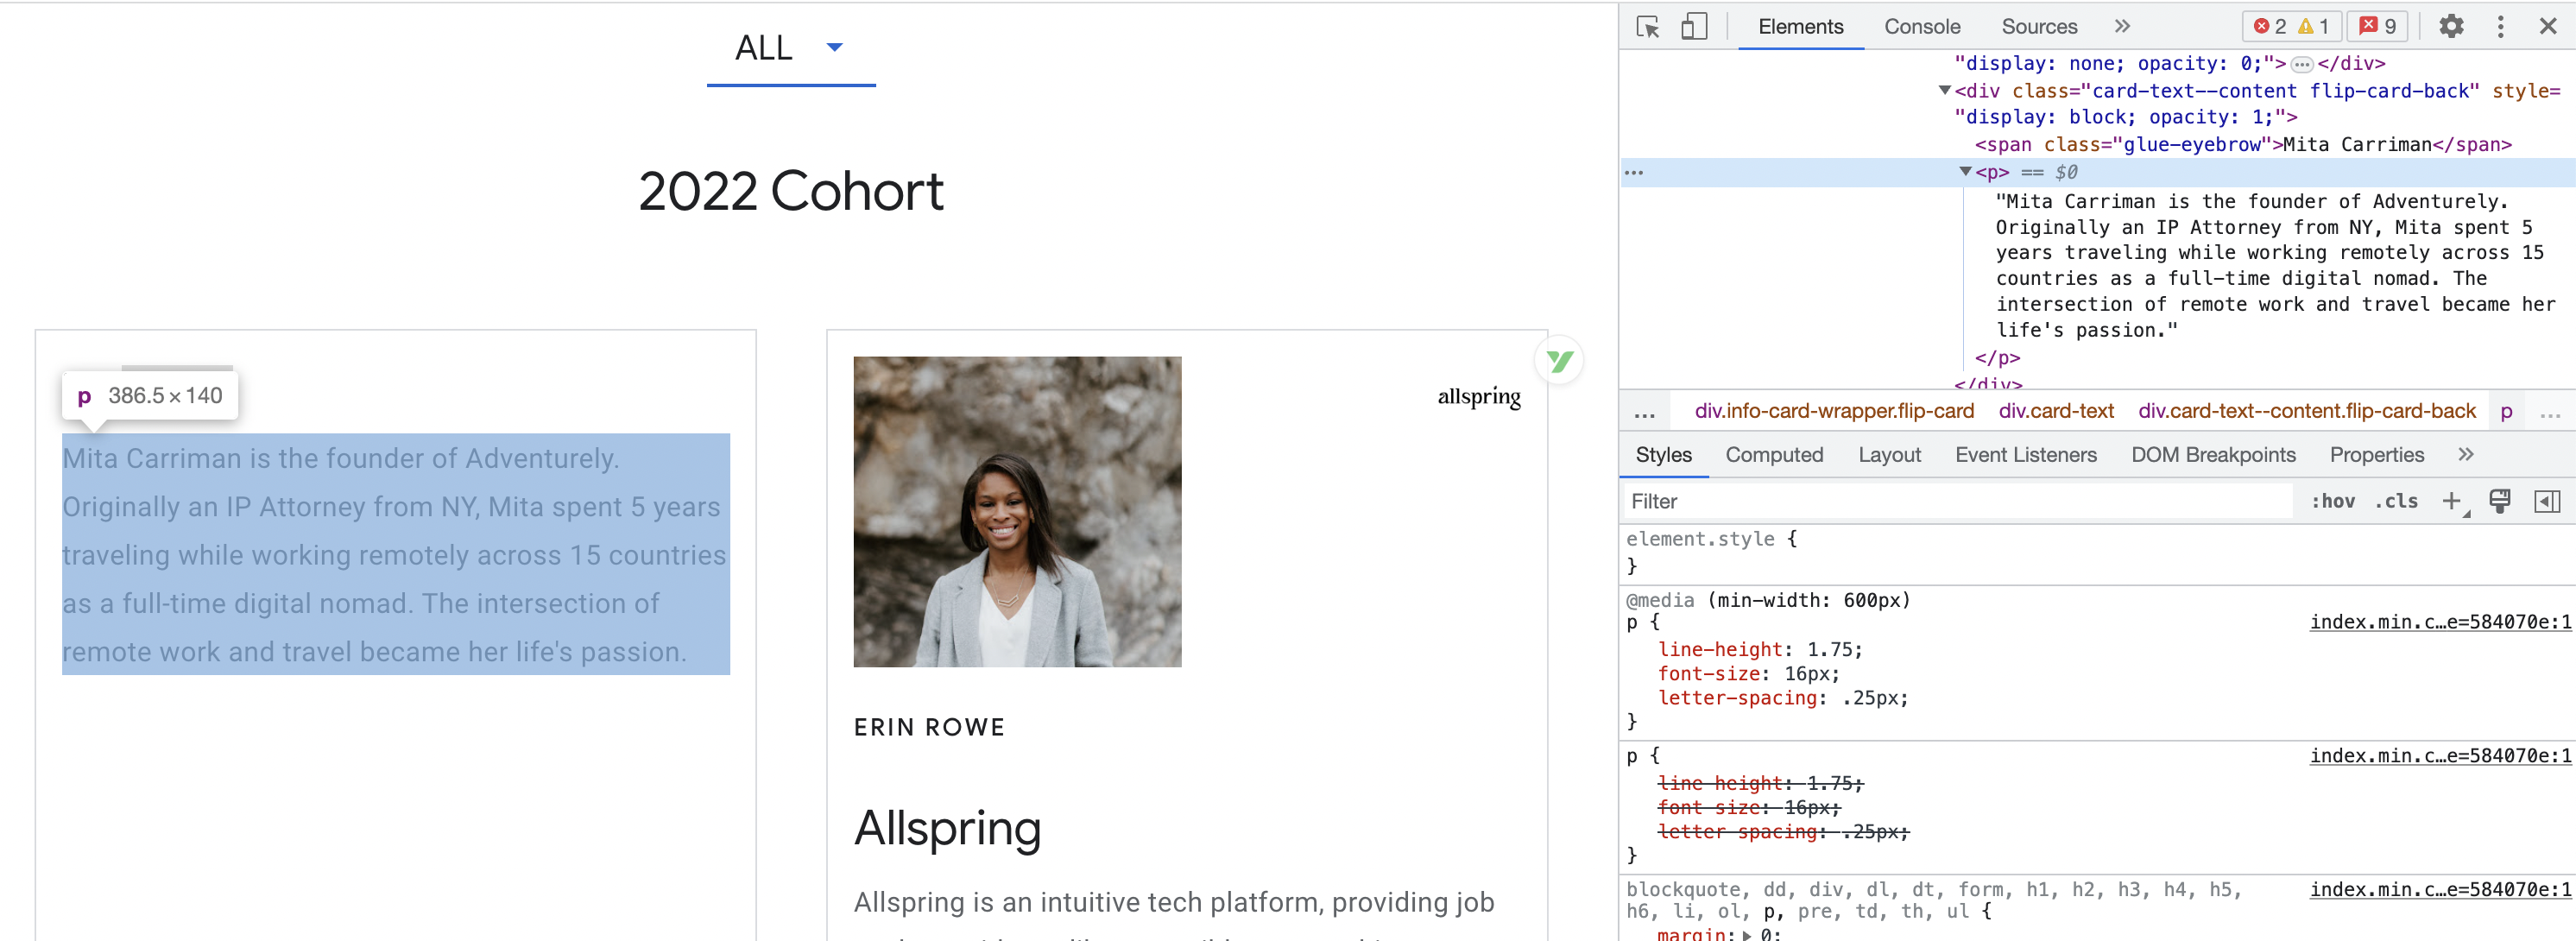 ALL
2022 Cohort
p 386.5 × 140
Mita Carriman is the founder of Adventurely.
Originally an IP Attorney from NY, Mita spent 5 years
traveling while working remotely across 15 countries
as a full-time digital nomad. The intersection of
remote work and travel became her life's passion.
allspring
ERIN ROWE
Allspring
Allspring is an intuitive tech platform, providing job
Elements Console Sources » 2 1 9
"display: none; opacity: 0;">…</div>
<div class="card-text--content flip-card-back" style=
"display: block; opacity: 1;">
<span class="glue-eyebrow">Mita Carriman</span>
… <p> == $0
"Mita Carriman is the founder of Adventurely.
Originally an IP Attorney from NY, Mita spent 5
years traveling while working remotely across 15
countries as a full-time digital nomad. The
intersection of remote work and travel became her
life's passion."
</p>
</div>
… div.info-card-wrapper.flip-card div.card-text div.card-text--content.flip-card-back p …
Styles Computed Layout Event Listeners DOM Breakpoints Properties »
Filter :hov .cls +
element.style {
}
@media (min-width: 600px)
p { index.min.c…e=584070e:1
line-height: 1.75;
font-size: 16px;
letter-spacing: .25px;
}
p { index.min.c…e=584070e:1
line-height: 1.75;
font-size: 16px;
letter-spacing: .25px;
}
blockquote, dd, div, dl, dt, form, h1, h2, h3, h4, h5, index.min.c…e=584070e:1
h6, li, ol, p, pre, td, th, ul {
margin: 0;